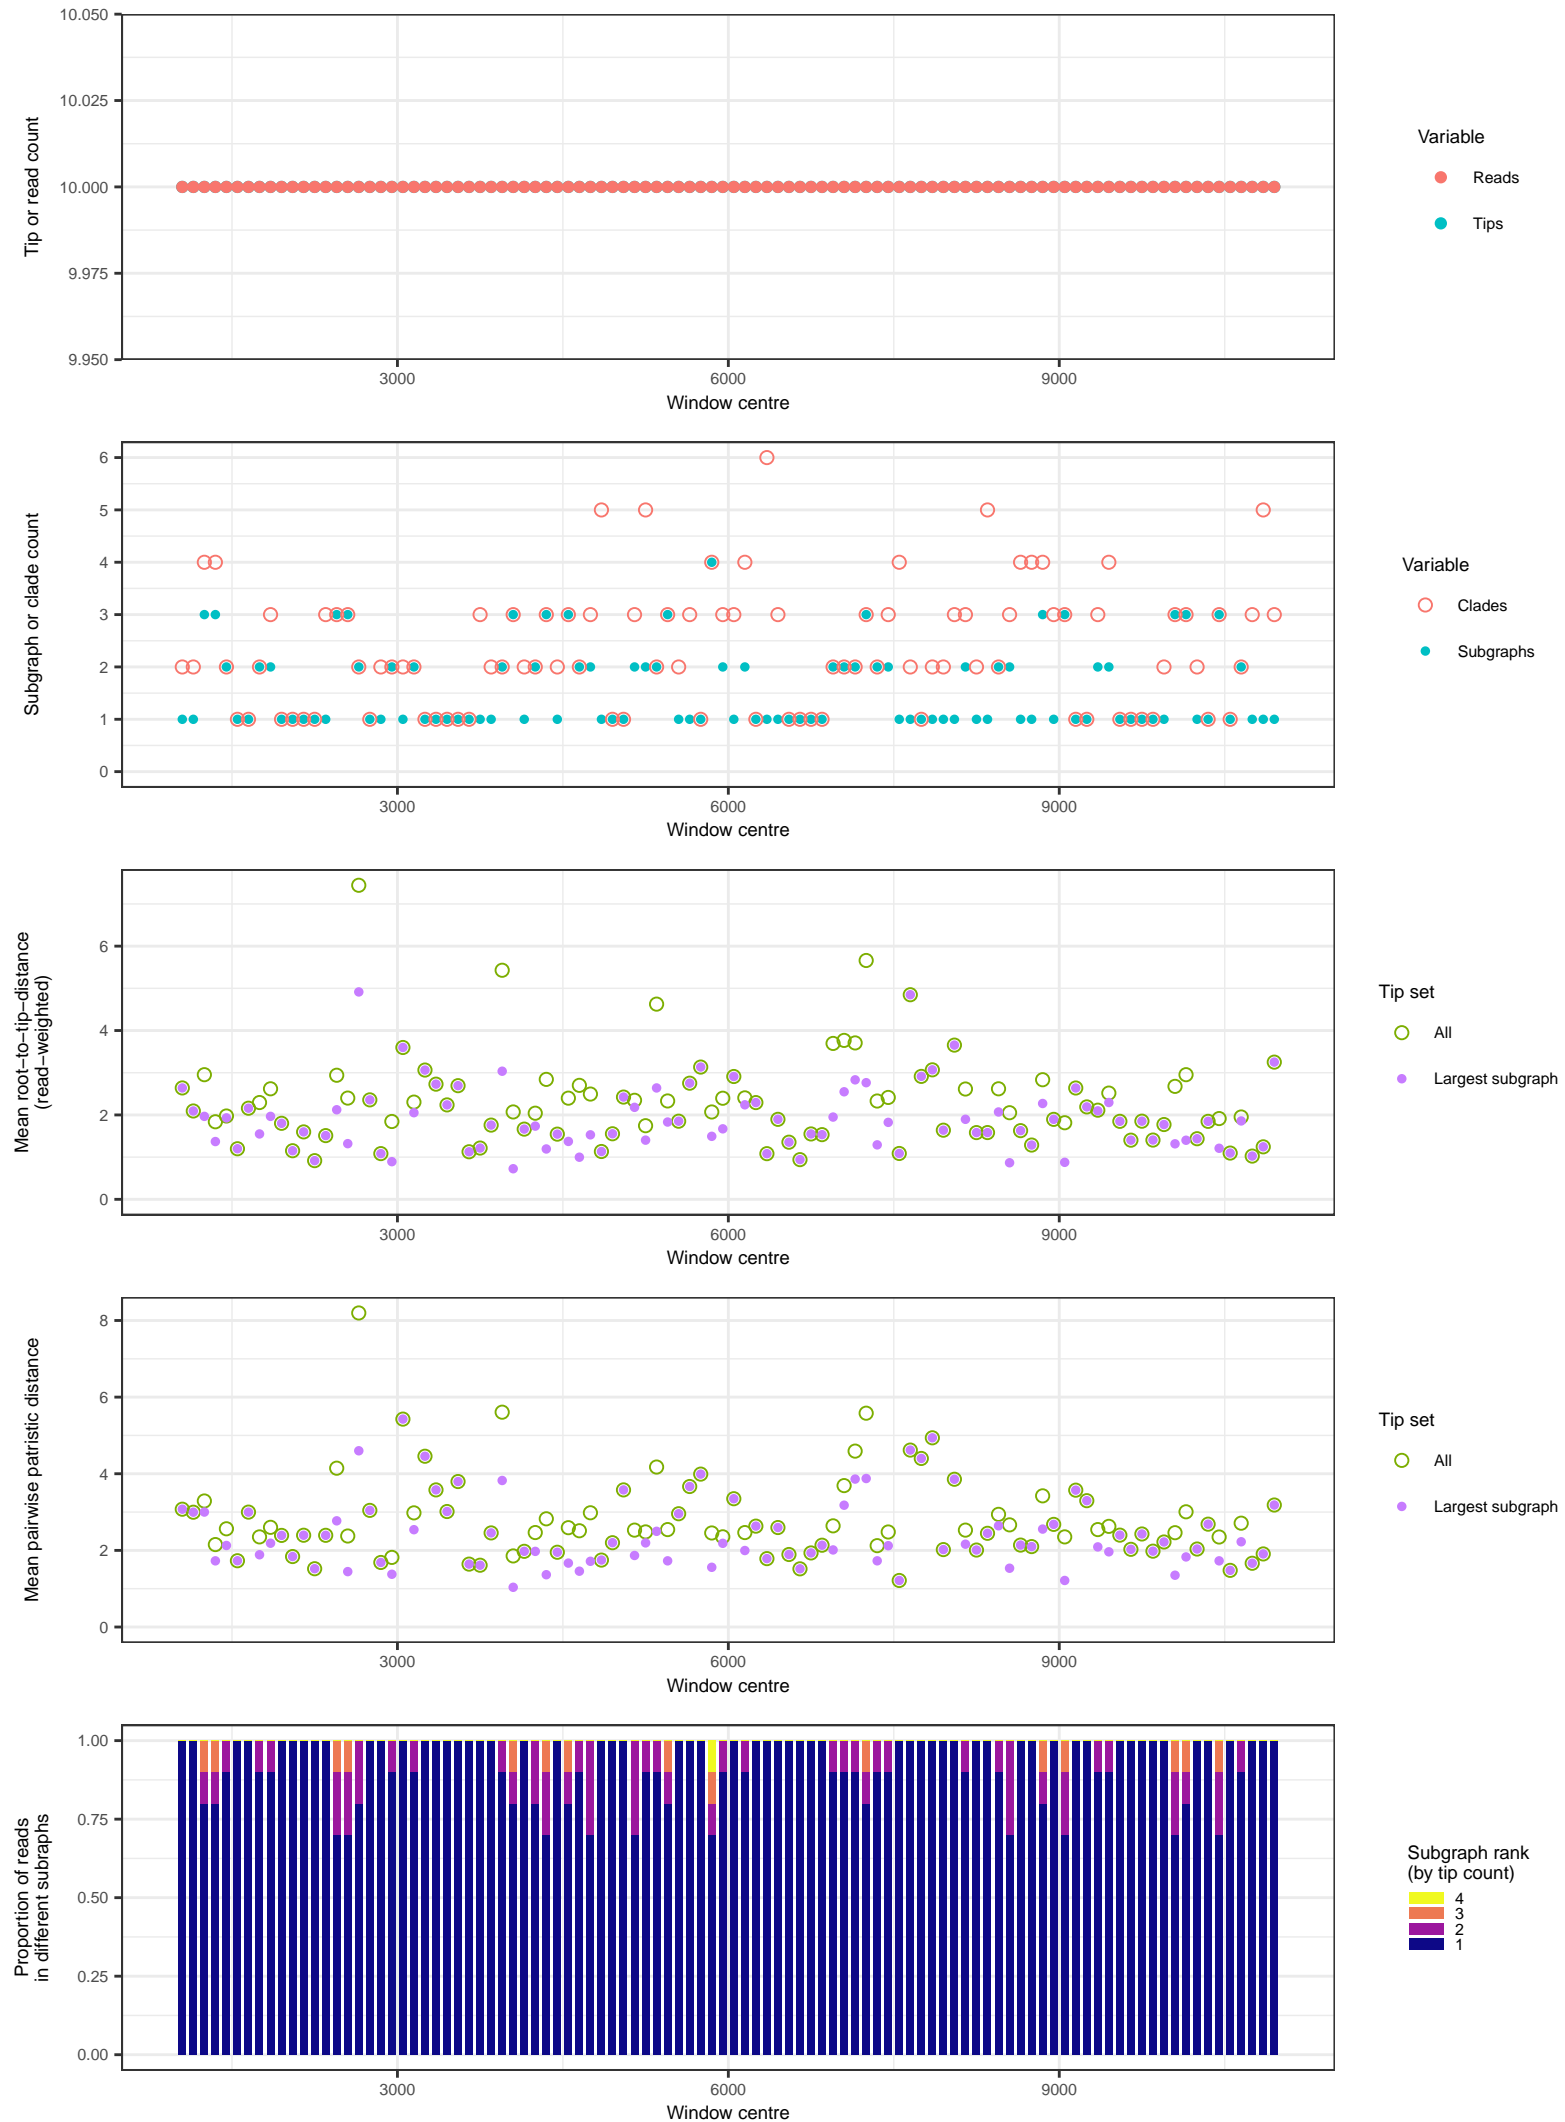 10.050
10.025
10.000
9.975
9.950
Tip or read count
3000
6000
9000
Window centre
Variable
Reads
Tips
6
5
4
3
2
1
0
Subgraph or clade count
3000
6000
9000
Window centre
Variable
Clades
Subgraphs
6
4
2
0
Mean root−to−tip−distance
(read−weighted)
3000
6000
9000
Window centre
Tip set
All
Largest subgraph
8
6
4
2
0
Mean pairwise patristic distance
3000
6000
9000
Window centre
Tip set
All
Largest subgraph
1.00
0.75
0.50
0.25
0.00
Proportion of reads
in different subraphs
3000
6000
9000
Window centre
Subgraph rank
(by tip count)
4
3
2
1